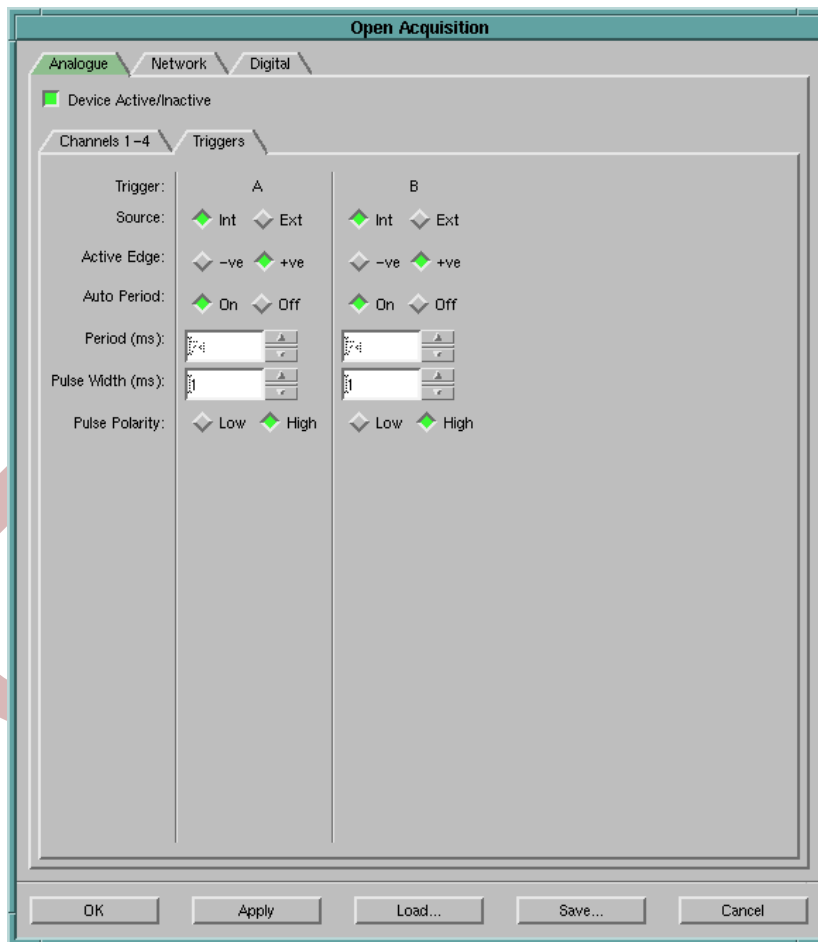 Open Acquisition
Analogue Network Digital
Device Active/Inactive
Channels 1-4 Triggers
Trigger: A B
Source: Int Ext Int Ext
Active Edge: -ve +ve -ve +ve
Auto Period: On Off On Off
Period (ms):
Pulse Width (ms): 1 1
Pulse Polarity: Low High Low High
OK Apply Load... Save... Cancel